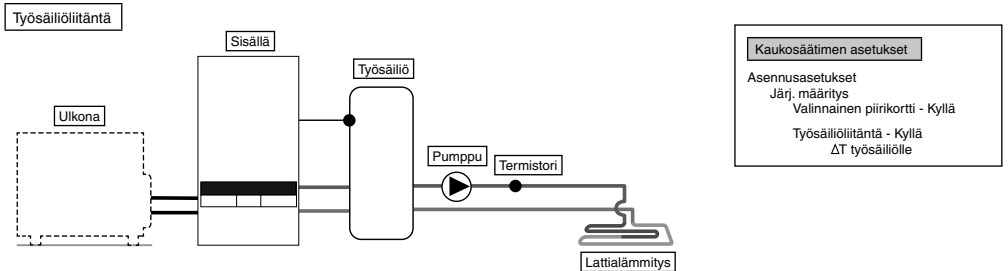 Työsäiliöliitäntä
Sisällä
Työsäiliö
Ulkona
Pumppu
Termistori
Lattialämmitys
Kaukosäätimen asetukset
Asennusasetukset
Järj. määritys
Valinnainen piirikortti - Kyllä
Työsäiliöliitäntä - Kyllä
ΔT työsäiliölle